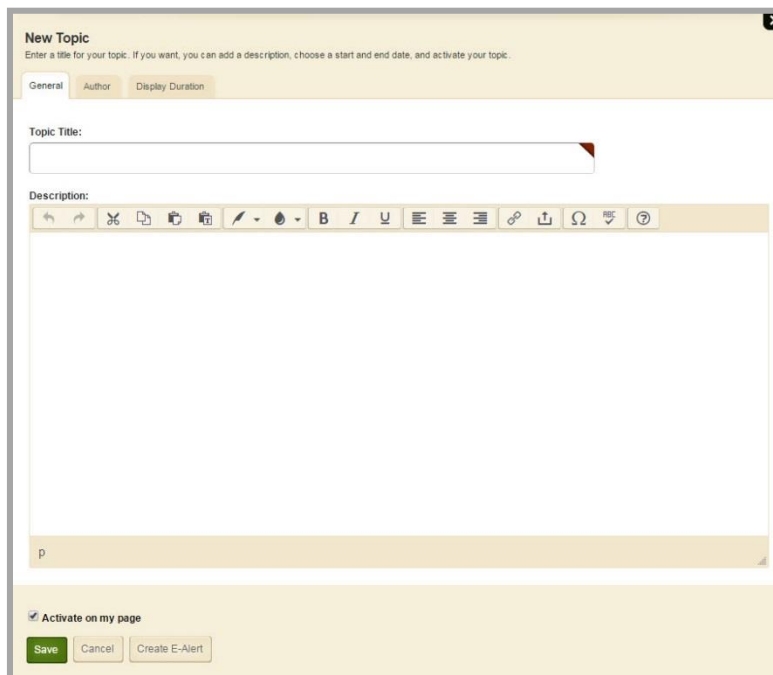 New Topic
Enter a title for your topic. If you want, you can add a description, choose a start and end date, and activate your topic.
General Author Display Duration
Topic Title:
Description:
B I U Ω ABC ?
p
Activate on my page
Save Cancel Create E-Alert